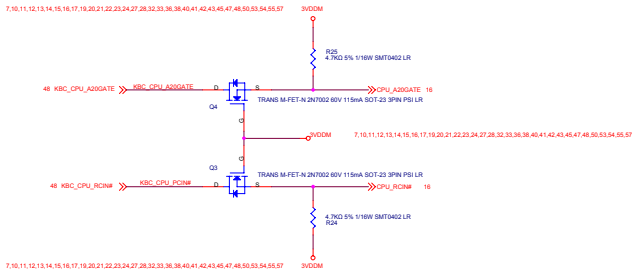 7,10,11,12,13,14,15,16,17,19,20,21,22,23,24,27,28,32,33,36,38,40,41,42,43,45,47,48,50,53,54,55,57 3VDDM
R25
4.7KΩ 5% 1/16W SMT0402 LR
48 KBC_CPU_A20GATE KBC_CPU_A20GATE D S CPU_A20GATE 16
Q4 TRANS M-FET-N 2N7002 60V 115mA SOT-23 3PIN PSI LR
G
3VDDM 7,10,11,12,13,14,15,16,17,19,20,21,22,23,24,27,28,32,33,36,38,40,41,42,43,45,47,48,50,53,54,55,57
G
Q3 TRANS M-FET-N 2N7002 60V 115mA SOT-23 3PIN PSI LR
48 KBC_CPU_RCIN# KBC_CPU_PCIN# D S CPU_RCIN# 16
4.7KΩ 5% 1/16W SMT0402 LR
R24
7,10,11,12,13,14,15,16,17,19,20,21,22,23,24,27,28,32,33,36,38,40,41,42,43,45,47,48,50,53,54,55,57 3VDDM